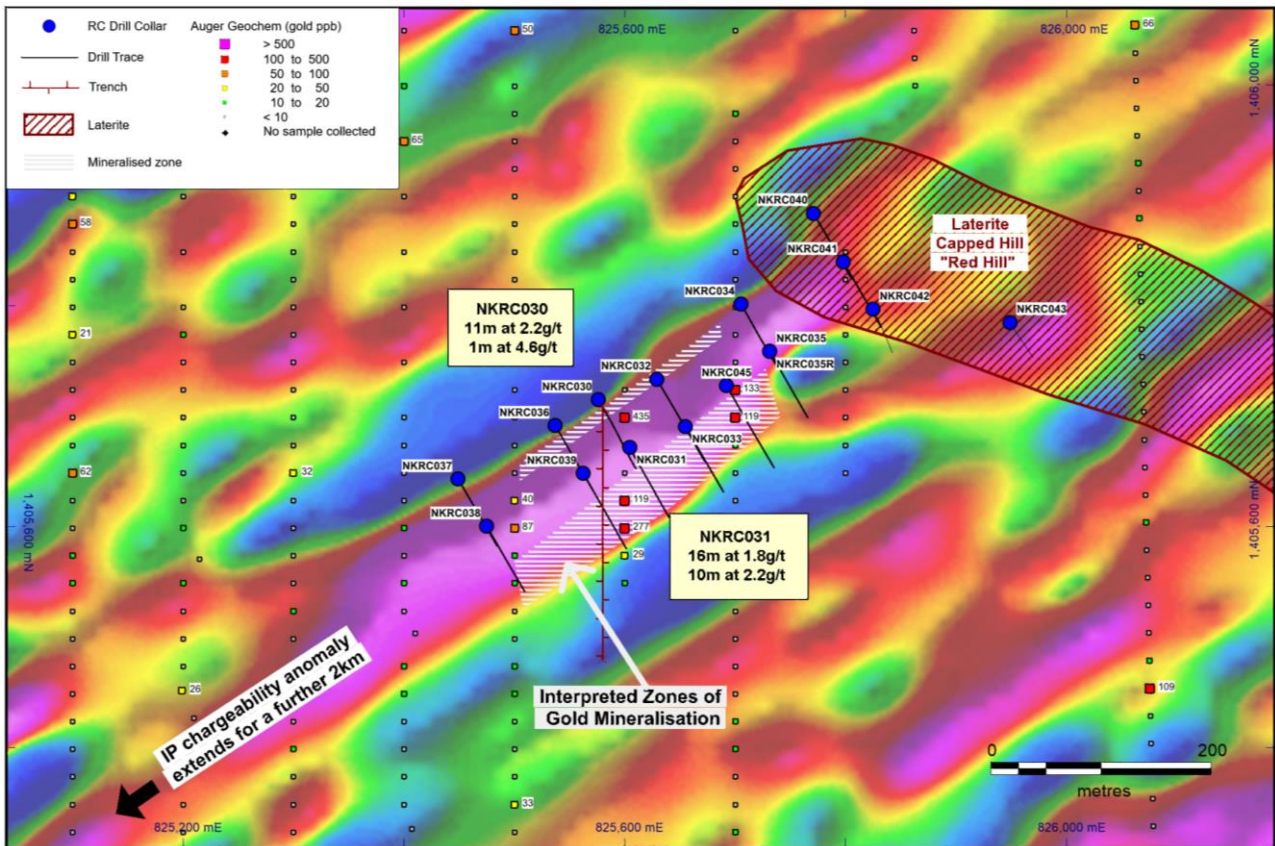 RC Drill Collar
Drill Trace
Trench
Laterite
Mineralised zone
Auger Geochem (gold ppb)
> 500
100 to 500
50 to 100
20 to 50
10 to 20
< 10
No sample collected
50
825,600 mE
826,000 mE
66
1,406,000 mN
65
58
NKRC040
Laterite
Capped Hill
"Red Hill"
NKRC041
NKRC034
NKRC042
NKRC043
NKRC030
11m at 2.2g/t
1m at 4.6g/t
21
NKRC035
NKRC035R
NKRC032
NKRC045
133
NKRC030
435
119
NKRC036
NKRC033
NKRC031
NKRC039
62
32
NKRC037
40
119
NKRC038
87
277
29
1,405,600 mN
1,405,600 mN
NKRC031
16m at 1.8g/t
10m at 2.2g/t
IP chargeability anomaly
extends for a further 2km
26
Interpreted Zones of
Gold Mineralisation
109
0 200
metres
33
825,200 mE
825,600 mE
826,000 mE